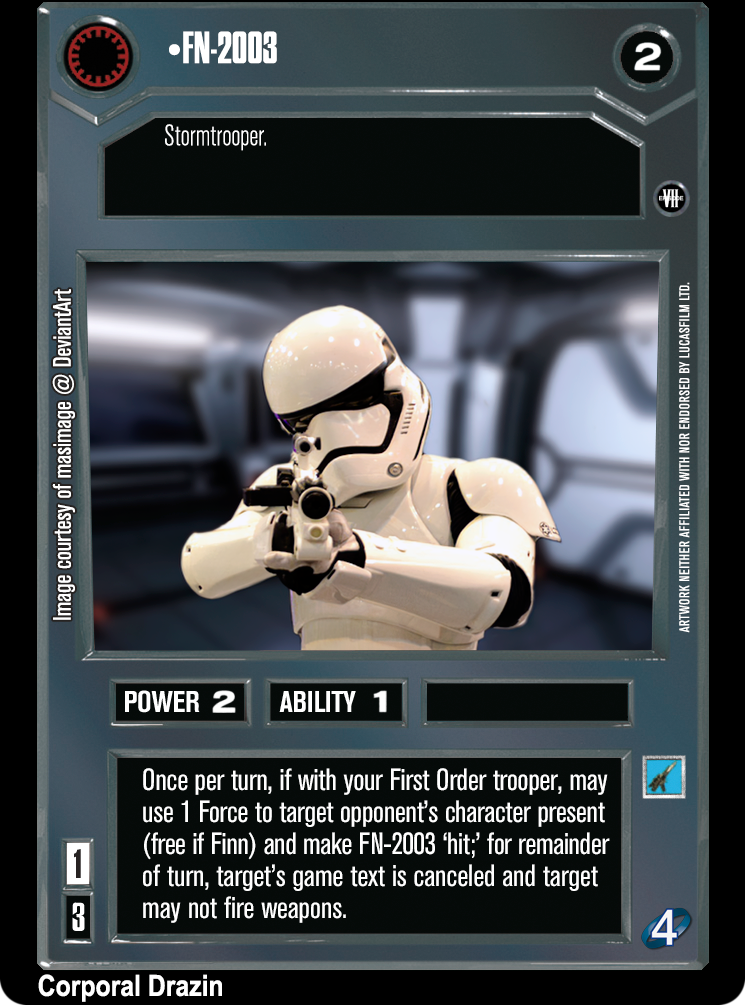 •FN-2003
2
Stormtrooper.
EPISODE
VII
Image courtesy of masimage @ DeviantArt
ARTWORK NEITHER AFFILIATED WITH NOR ENDORSED BY LUCASFILM LTD.
POWER 2
ABILITY 1
Once per turn, if with your First Order trooper, may
use 1 Force to target opponent's character present
(free if Finn) and make FN-2003 ‘hit;’ for remainder
of turn, target's game text is canceled and target
may not fire weapons.
1
3
4
Corporal Drazin